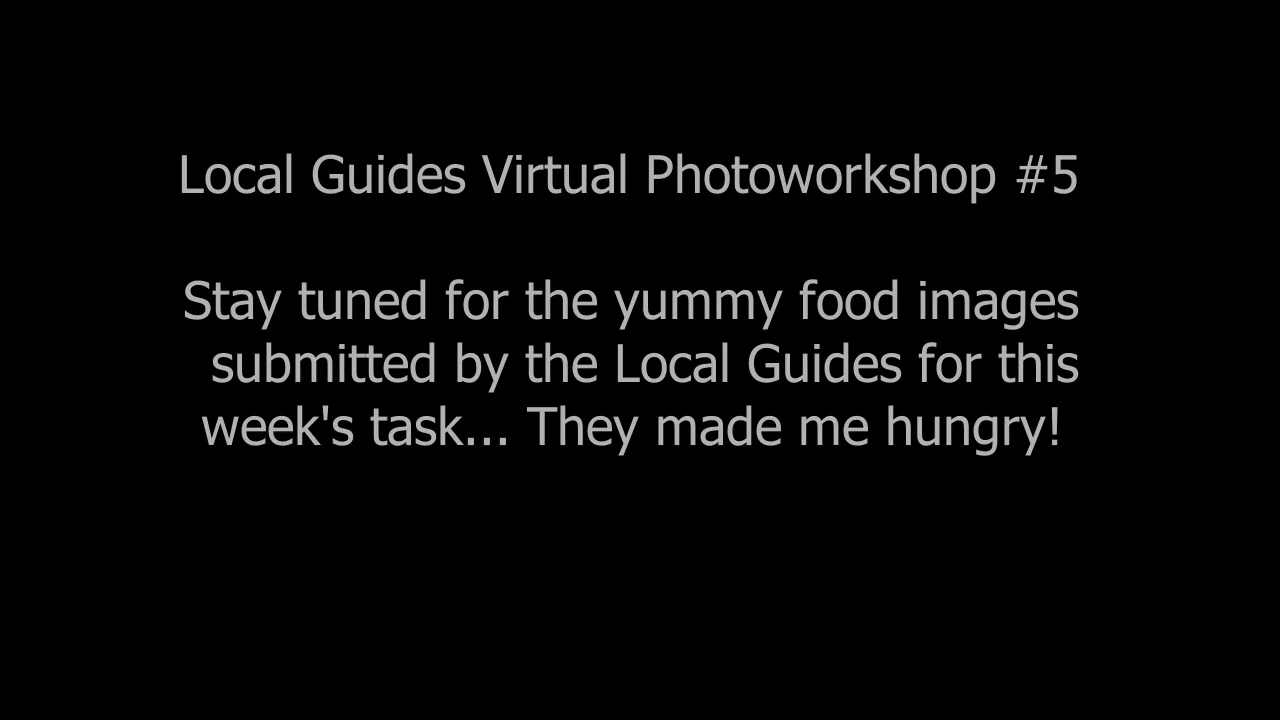 Local Guides Virtual Photoworkshop #5
Stay tuned for the yummy food images
submitted by the Local Guides for this
week's task... They made me hungry!